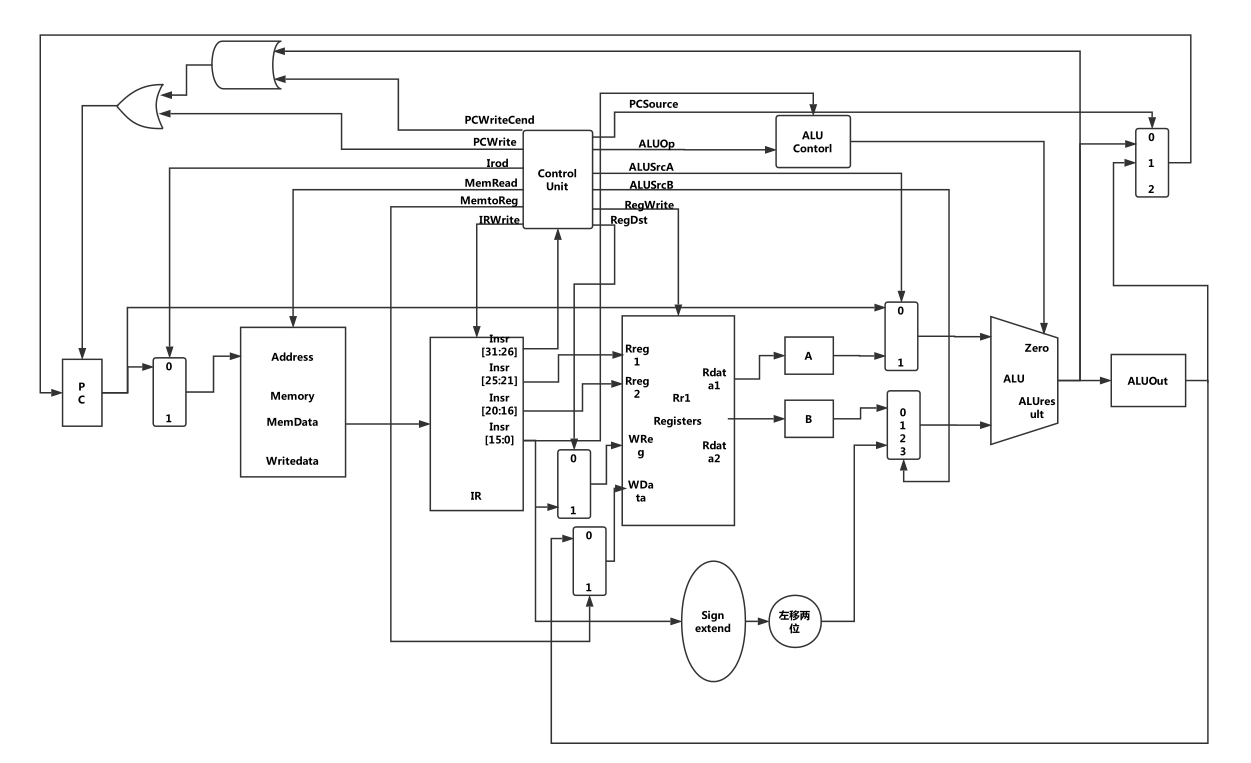 PCWriteCend
PCWrite
Irod
MemRead
MemtoReg
IRWrite
Control
Unit
PCSource
ALUOp
ALUSrcA
ALUSrcB
RegWrite
RegDst
ALU
Contorl
0
1
2
P
C
0
1
Address
Memory
MemData
Writedata
Insr
[31:26]
Insr
[25:21]
Insr
[20:16]
Insr
[15:0]
IR
0
1
0
1
Rreg
1
Rreg
2
WRe
g
WDa
ta
Rr1
Registers
Rdat
a1
Rdat
a2
A
B
0
1
0
1
2
3
Zero
ALU
ALUres
ult
ALUOut
Sign
extend
左移两
位